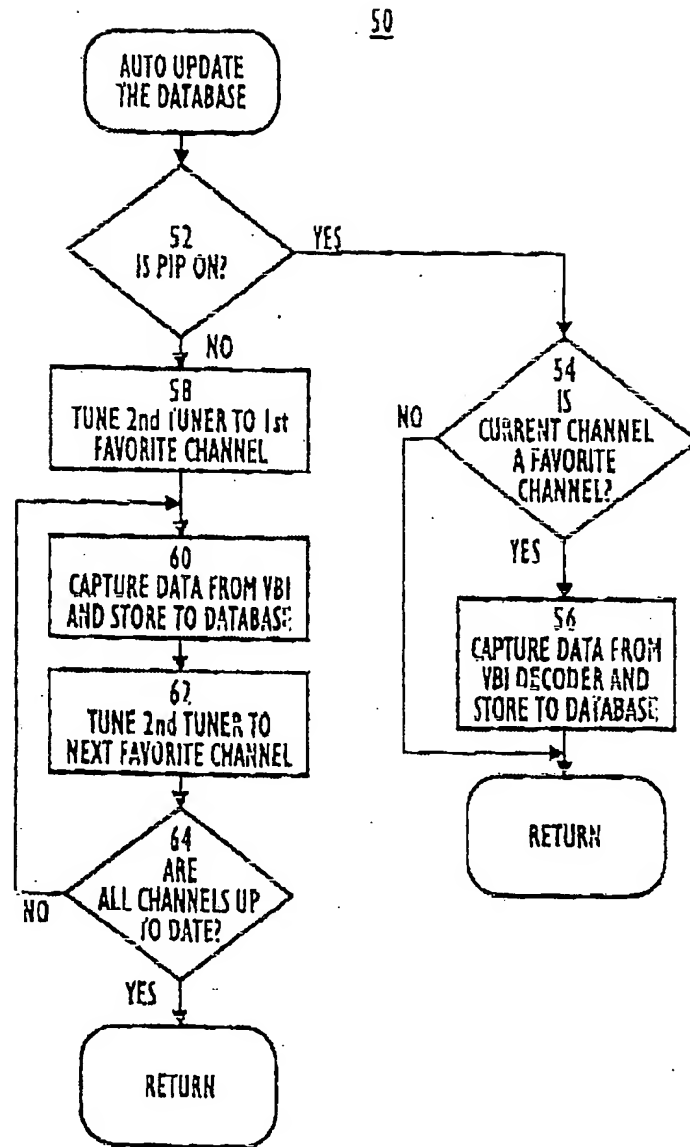 50
AUTO UPDATE
THE DATABASE
52
IS PIP ON?
YES
NO
58
TUNE 2nd TUNER TO 1st
FAVORITE CHANNEL
54
IS
CURRENT CHANNEL
A FAVORITE
CHANNEL?
NO
YES
60
CAPTURE DATA FROM VBI
AND STORE TO DATABASE
56
CAPTURE DATA FROM
VBI DECODER AND
STORE TO DATABASE
62
TUNE 2nd TUNER TO
NEXT FAVORITE CHANNEL
RETURN
64
ARE
ALL CHANNELS UP
TO DATE?
NO
YES
RETURN